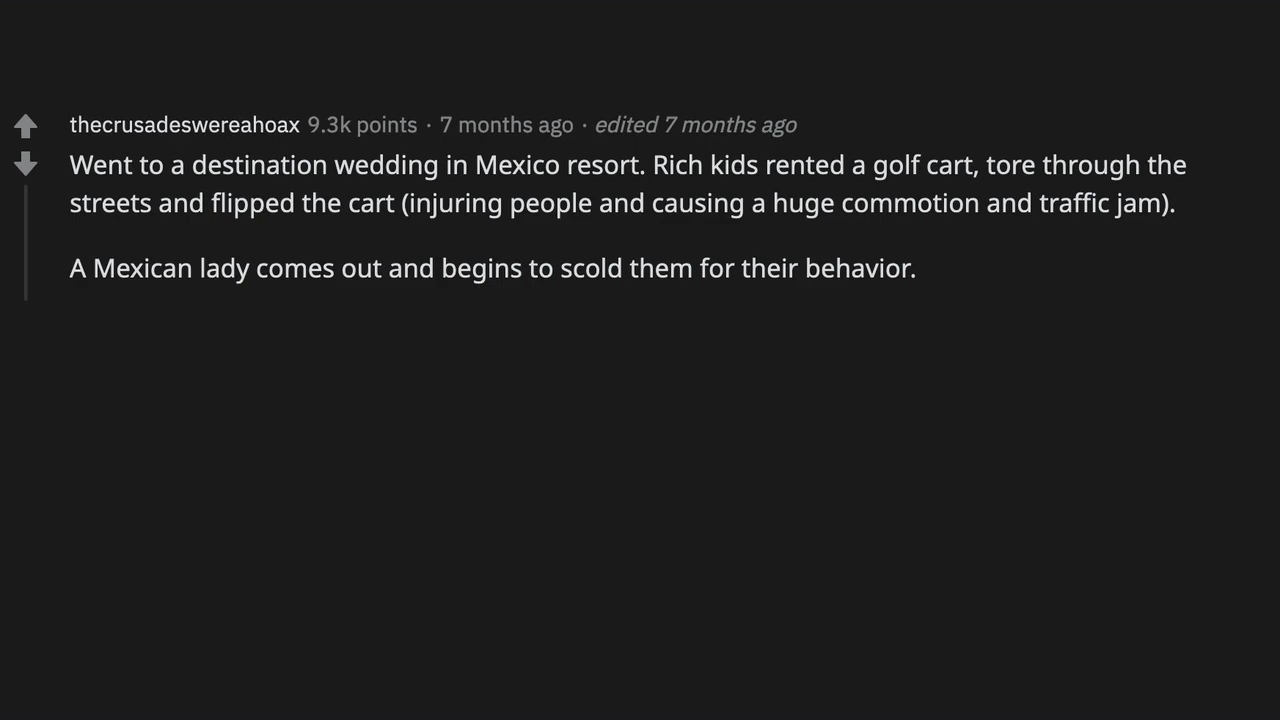 thecrusadeswereahoax 9.3k points · 7 months ago · edited 7 months ago
Went to a destination wedding in Mexico resort. Rich kids rented a golf cart, tore through the
streets and flipped the cart (injuring people and causing a huge commotion and traffic jam).
A Mexican lady comes out and begins to scold them for their behavior.